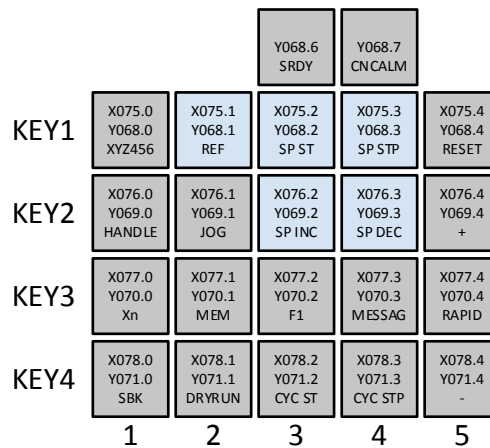 Y068.6 Y068.7
SRDY CNCALM
KEY1 X075.0 X075.1 X075.2 X075.3 X075.4
Y068.0 Y068.1 Y068.2 Y068.3 Y068.4
XYZ456 REF SP ST SP STP RESET
KEY2 X076.0 X076.1 X076.2 X076.3 X076.4
Y069.0 Y069.1 Y069.2 Y069.3 Y069.4
HANDLE JOG SP INC SP DEC +
KEY3 X077.0 X077.1 X077.2 X077.3 X077.4
Y070.0 Y070.1 Y070.2 Y070.3 Y070.4
Xn MEM F1 MESSAG RAPID
KEY4 X078.0 X078.1 X078.2 X078.3 X078.4
Y071.0 Y071.1 Y071.2 Y071.3 Y071.4
SBK DRYRUN CYC ST CYC STP -
1 2 3 4 5